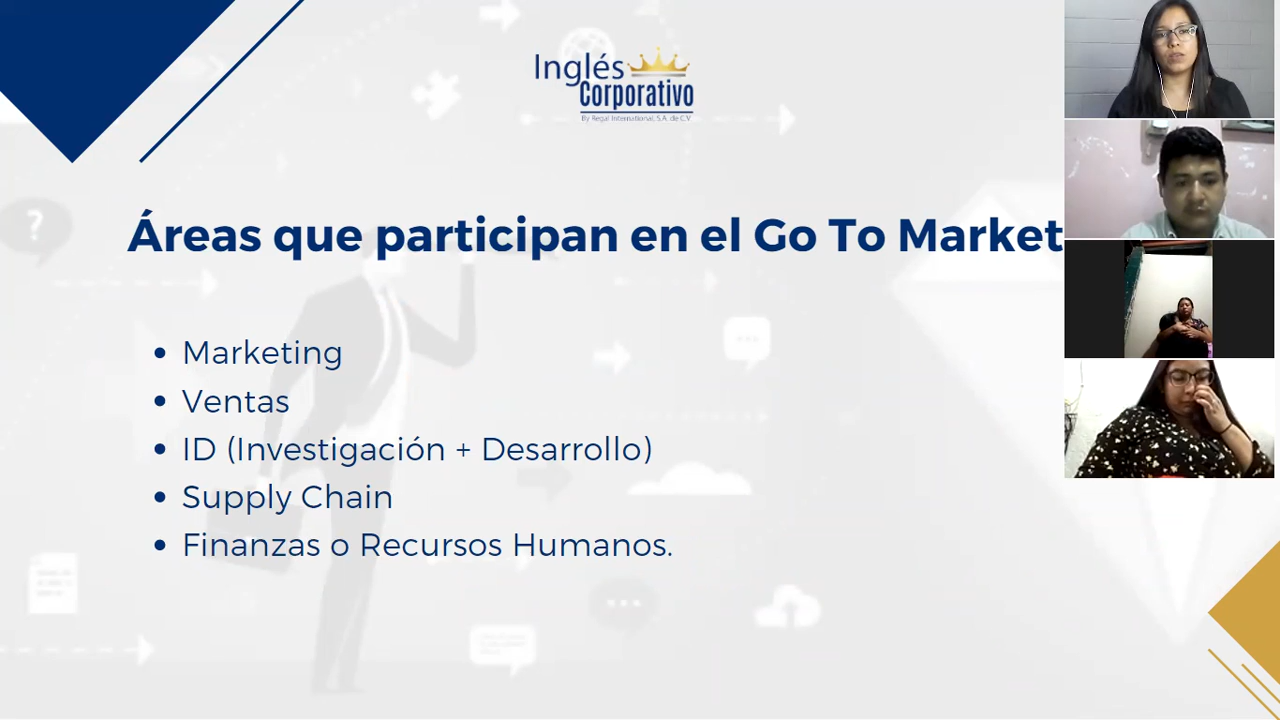 Inglés
Corporativo
By Regal International, S.A. de C.V
Áreas que participan en el Go To Market
• Marketing
• Ventas
• ID (Investigación + Desarrollo)
• Supply Chain
• Finanzas o Recursos Humanos.
?